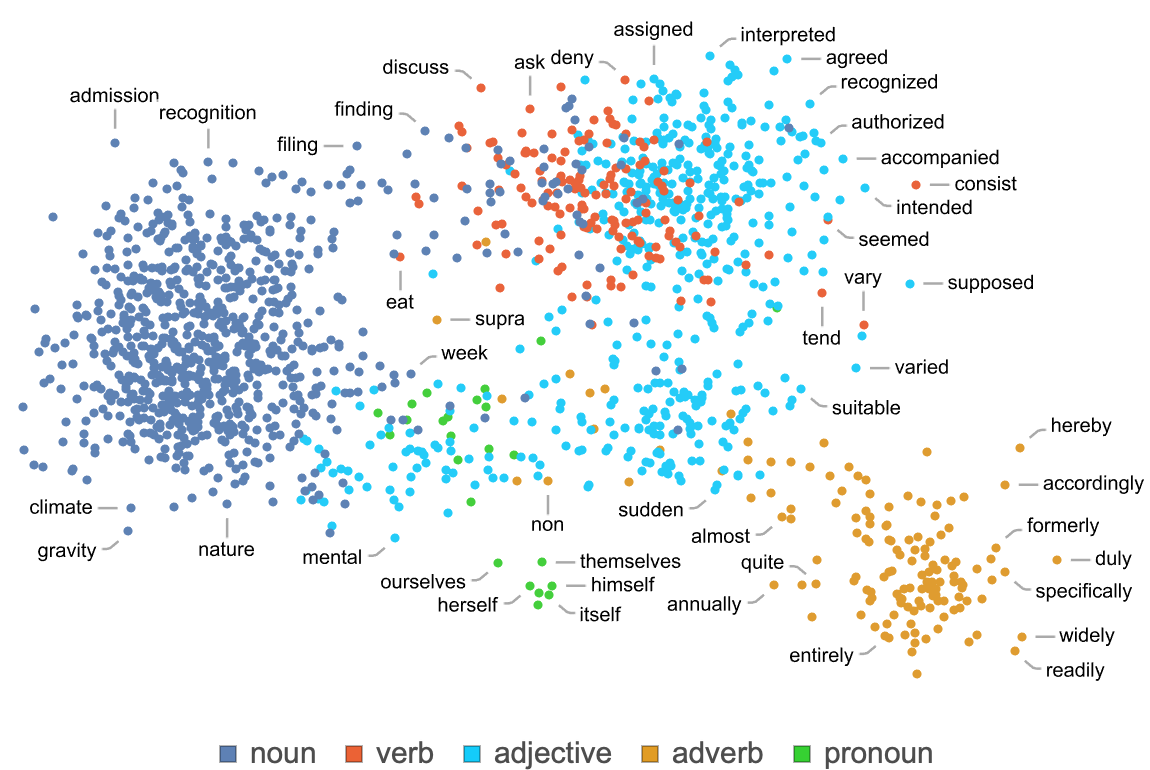 assigned
interpreted
agreed
ask
deny
discuss
recognized
admission
recognition
finding
authorized
filing
accompanied
consist
intended
seemed
vary
supposed
eat
supra
tend
week
varied
suitable
hereby
accordingly
climate
sudden
non
formerly
gravity
nature
almost
mental
themselves
quite
duly
ourselves
himself
specifically
herself
annually
itself
widely
entirely
readily
noun verb adjective adverb pronoun